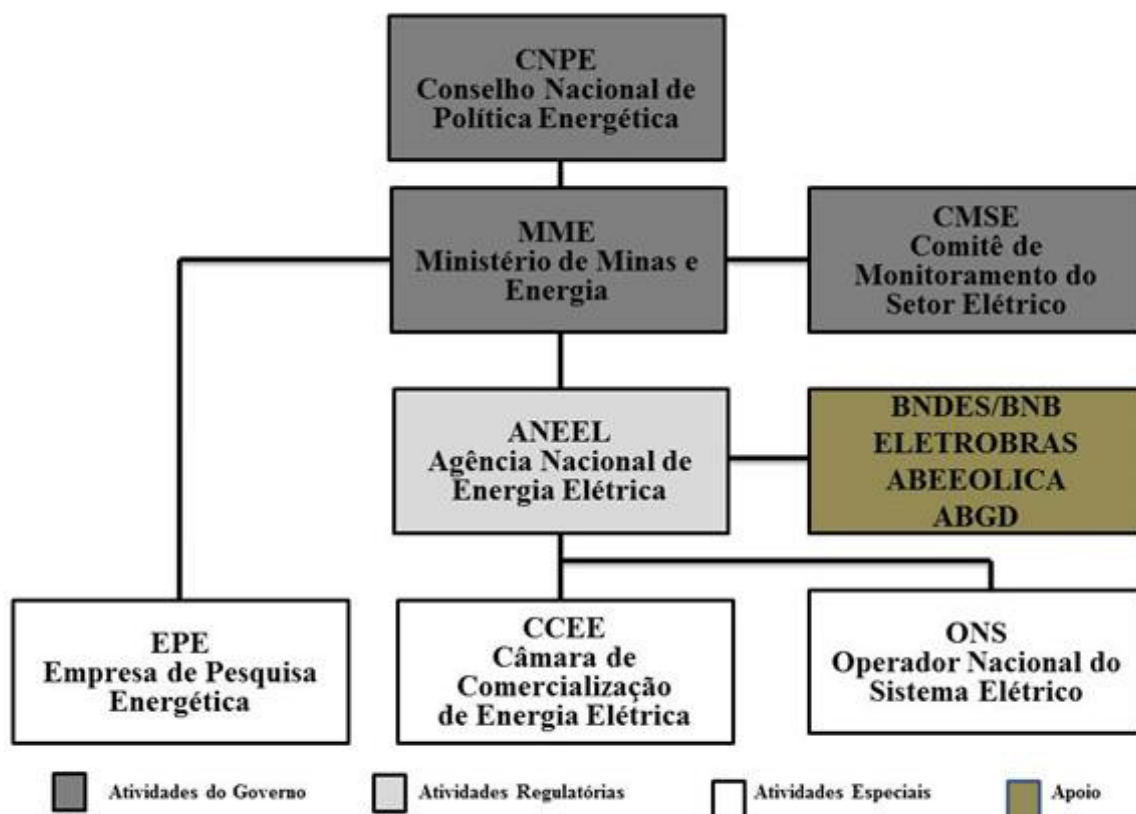 CNPE
Conselho Nacional de
Política Energética
MME
Ministério de Minas e
Energia
CMSE
Comitê de
Monitoramento do
Setor Elétrico
ANEEL
Agência Nacional de
Energia Elétrica
BNDES/BNB
ELETROBRAS
ABEEOLICA
ABGD
EPE
Empresa de Pesquisa
Energética
CCEE
Câmara de
Comercialização
de Energia Elétrica
ONS
Operador Nacional do
Sistema Elétrico
Atividades do Governo
Atividades Regulatórias
Atividades Especiais
Apoio